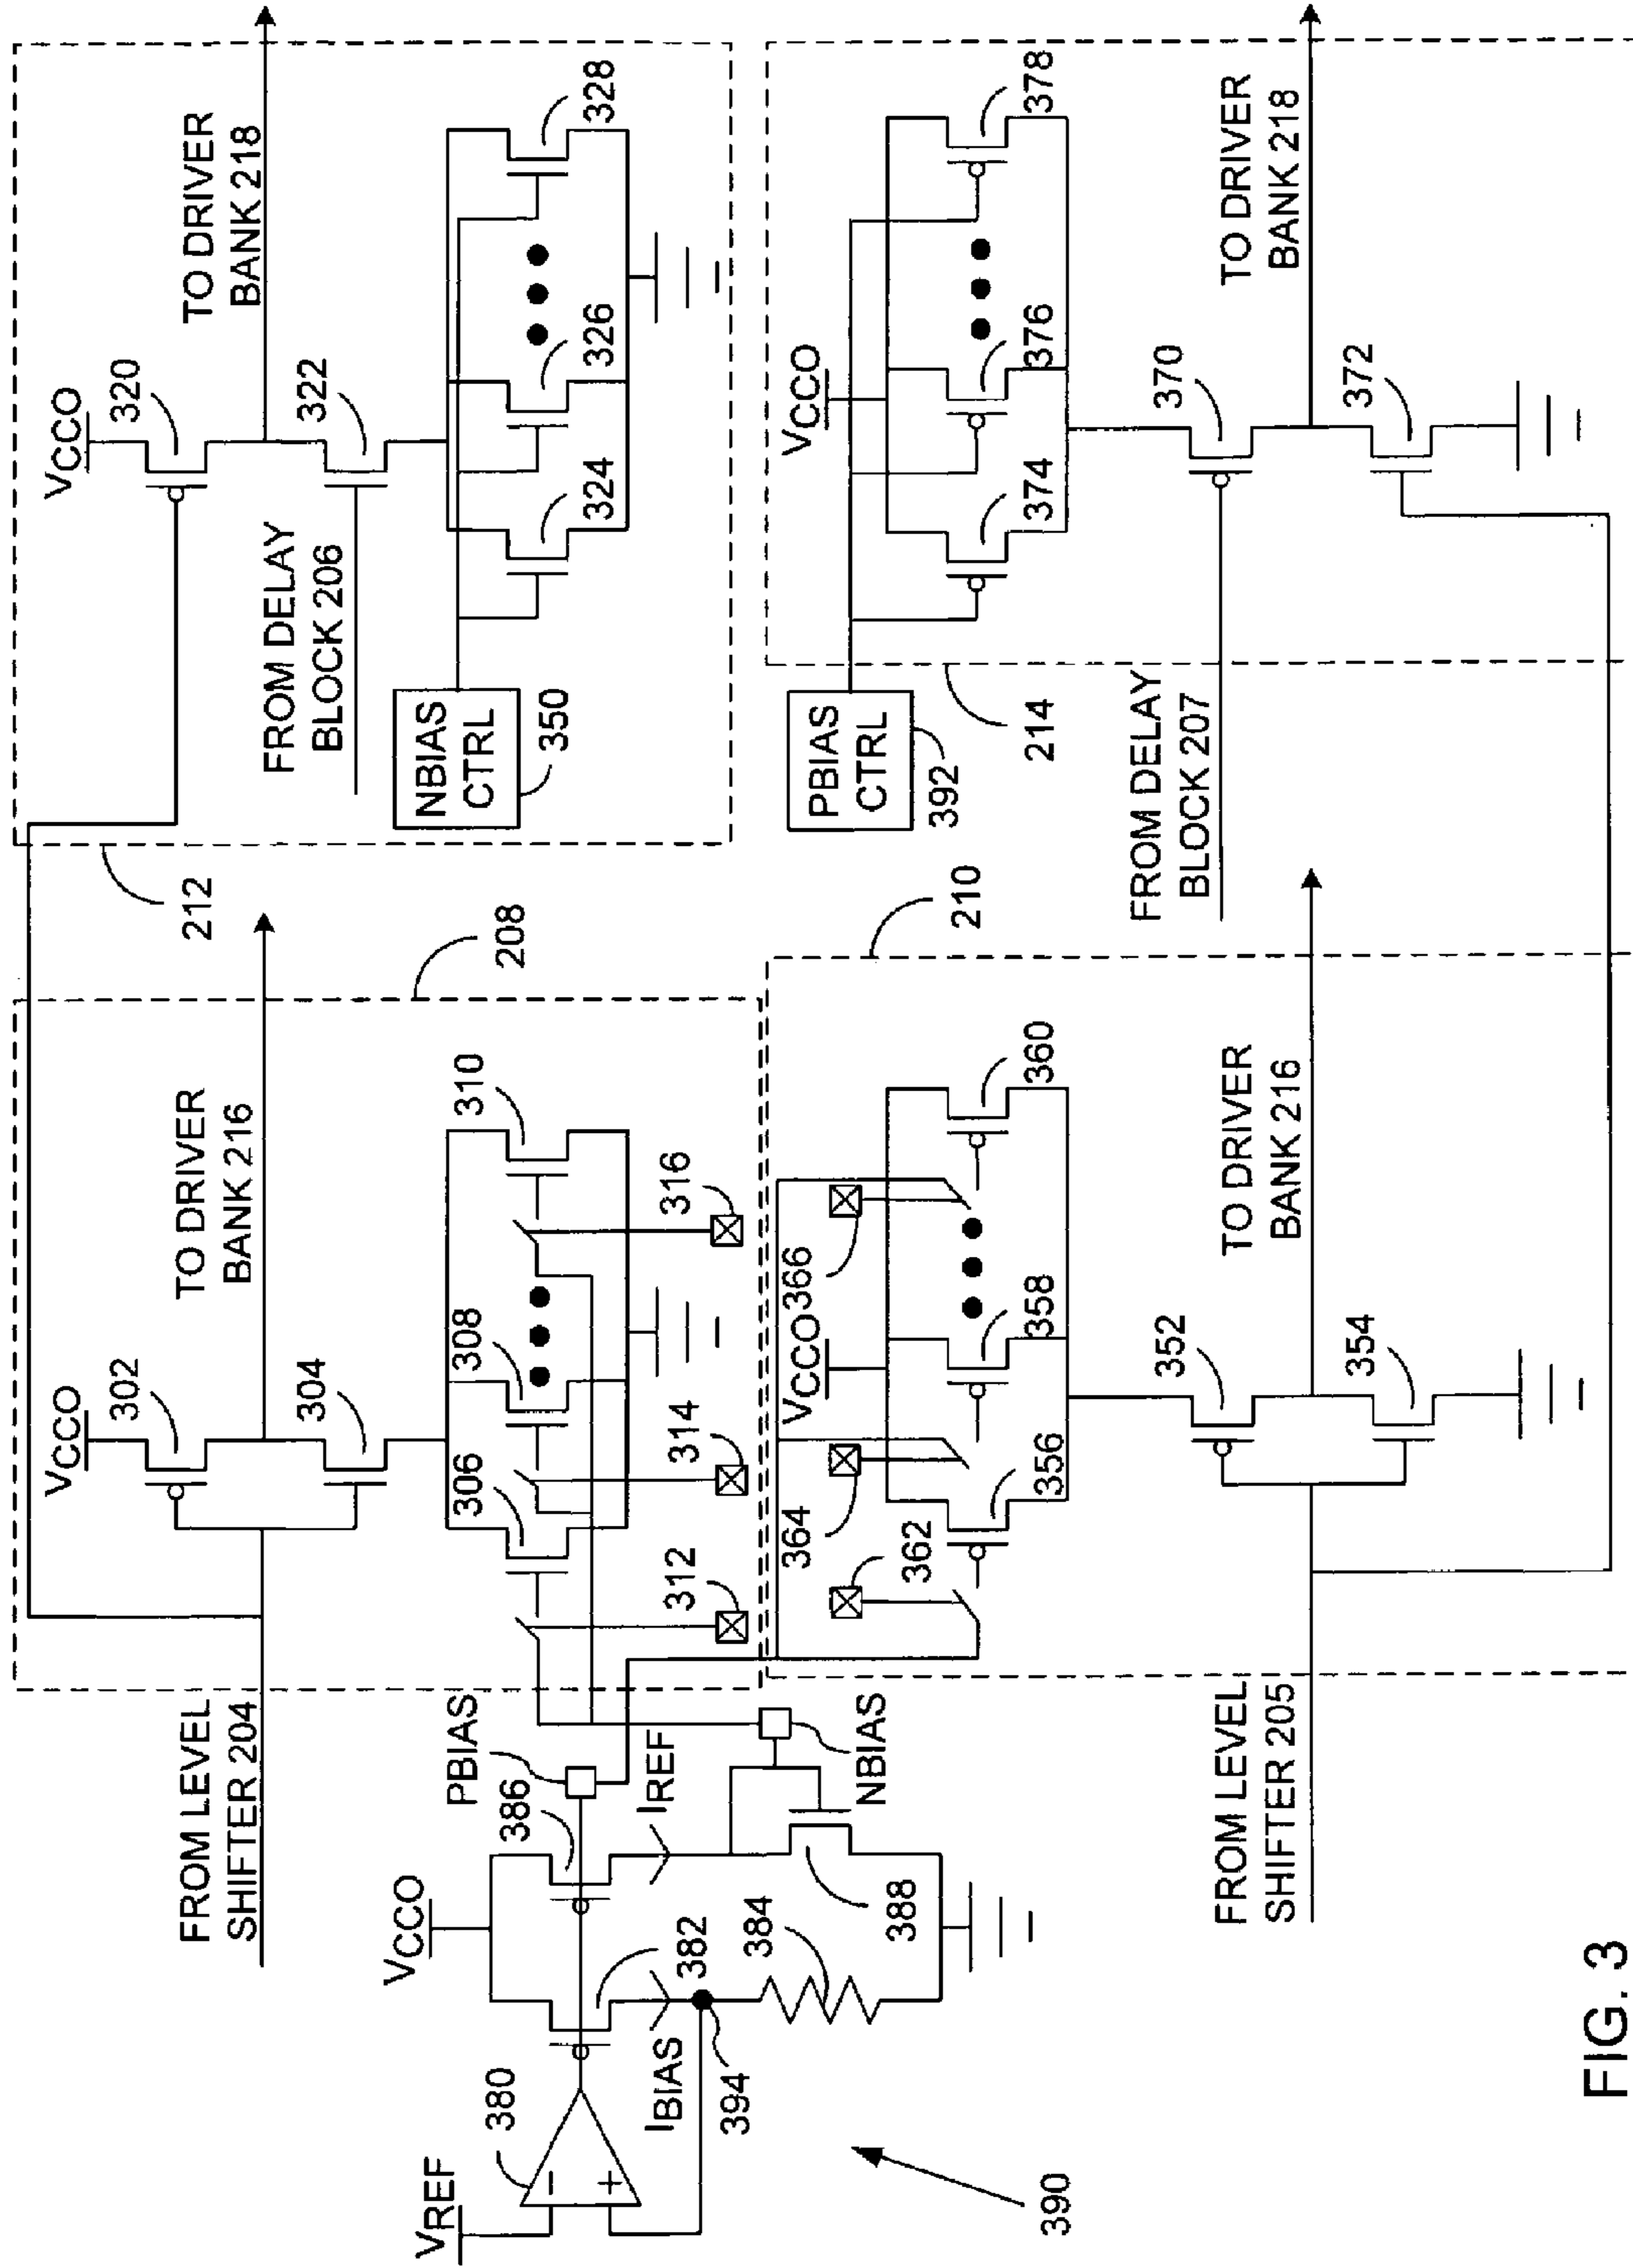 VCCO
320
TO DRIVER
BANK 218
322
FROM DELAY
BLOCK 206
324
326
328
NBIAS
CTRL
350
212
VCCO
302
TO DRIVER
BANK 216
304
208
306
308
310
312
314
316
FROM LEVEL
SHIFTER 204
VREF
380
VCCO
386
PBIAS
IBIAS
382
IREF
394
384
388
NBIAS
390
PBIAS
CTRL
392
VCCO
374
376
378
214
FROM DELAY
BLOCK 207
370
TO DRIVER
BANK 218
372
210
362
364
VCCO
366
356
358
360
352
TO DRIVER
BANK 216
354
FROM LEVEL
SHIFTER 205
FIG. 3